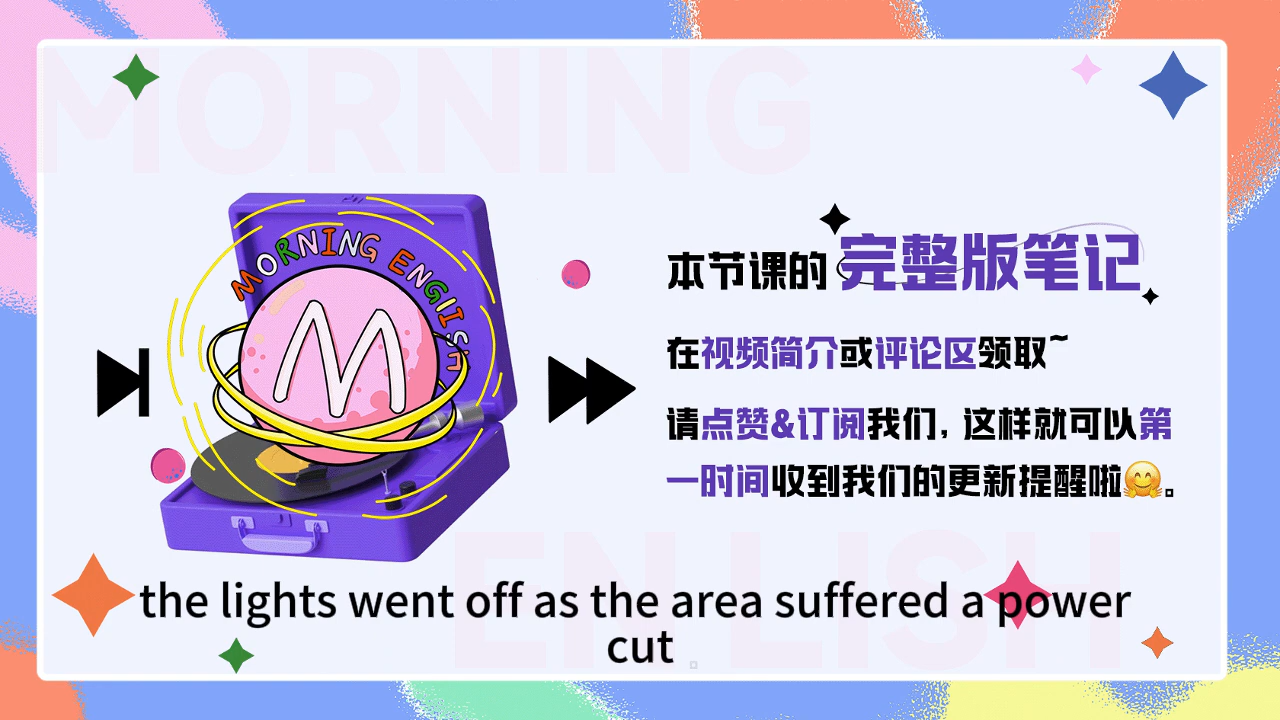 MORNING
MORNING ENGLISH
M
本节课的 完整版笔记
在视频简介或评论区领取~
请点赞&订阅我们, 这样就可以第
一时间收到我们的更新提醒啦🤗。
EN LISH
the lights went off as the area suffered a power
cut